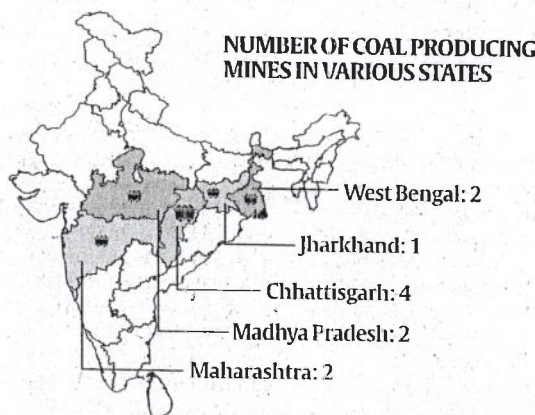 NUMBER OF COAL PRODUCING
MINES IN VARIOUS STATES
West Bengal: 2
Jharkhand: 1
Chhattisgarh: 4
Madhya Pradesh: 2
Maharashtra: 2